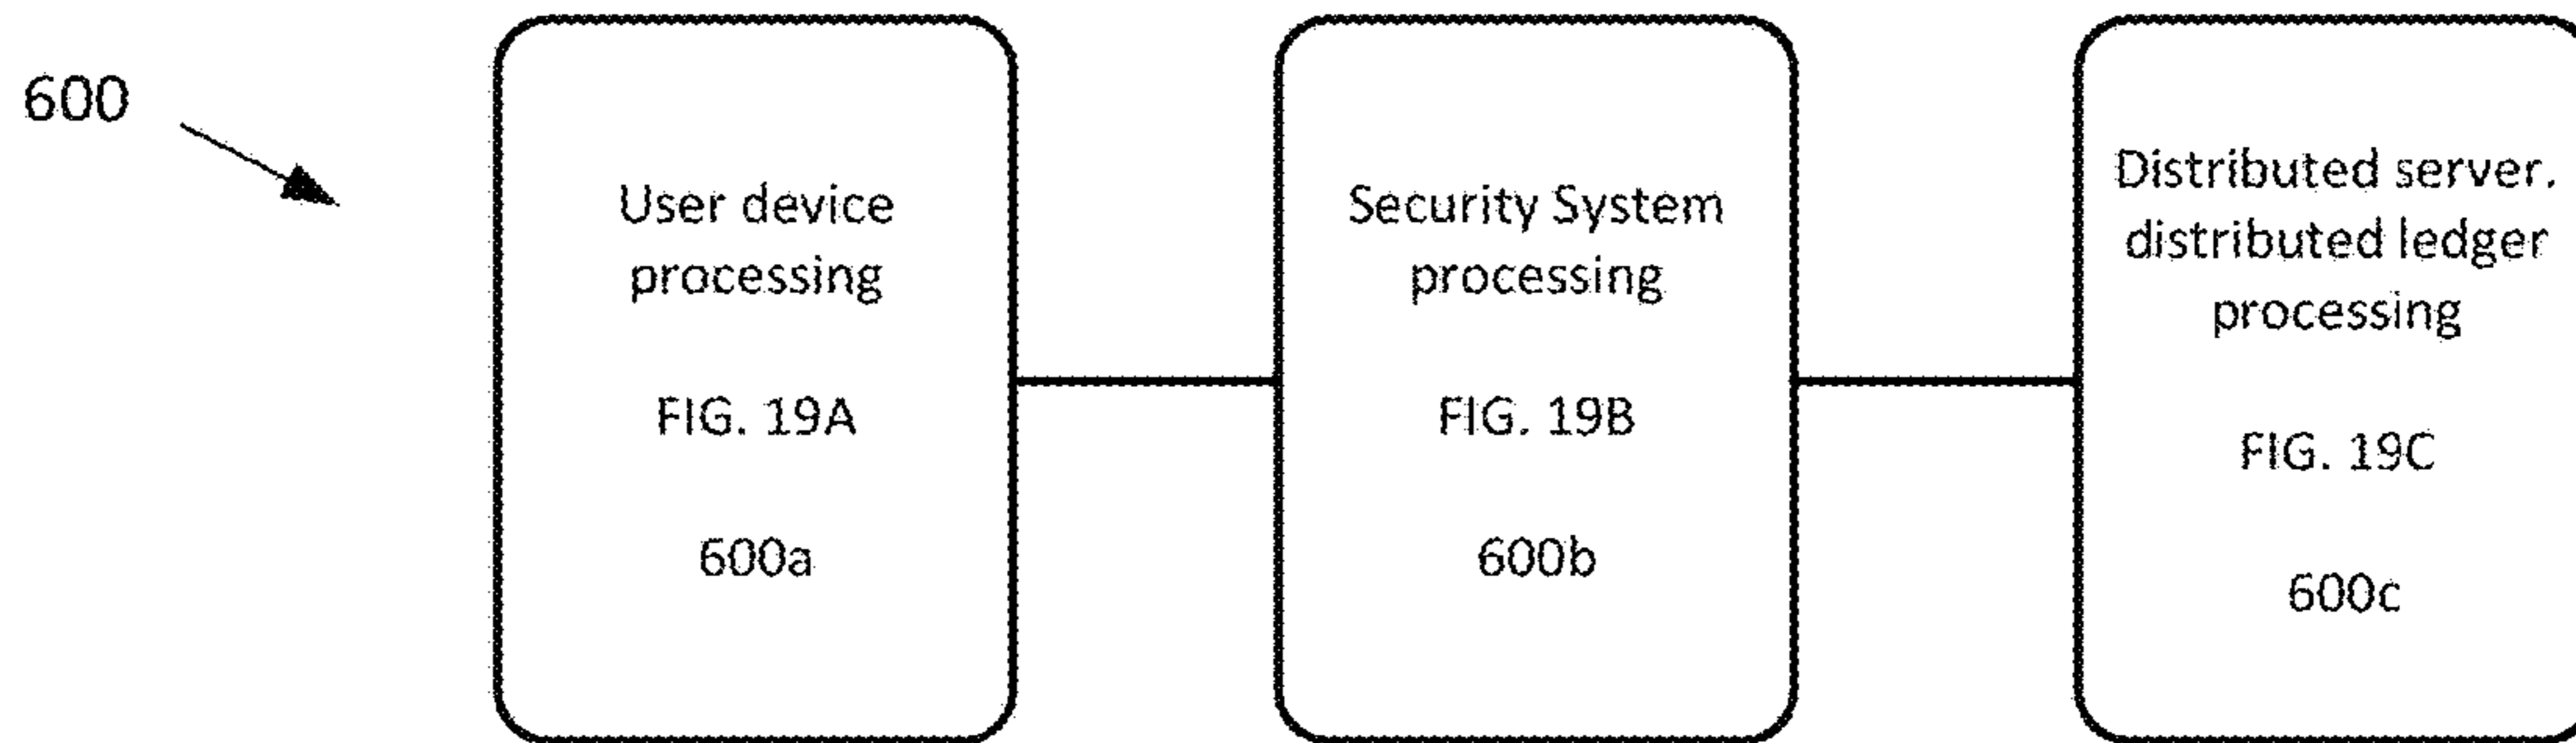 600
User device
processing
FIG. 19A
600a
Security System
processing
FIG. 19B
600b
Distributed server.
distributed ledger
processing
FIG. 19C
600c